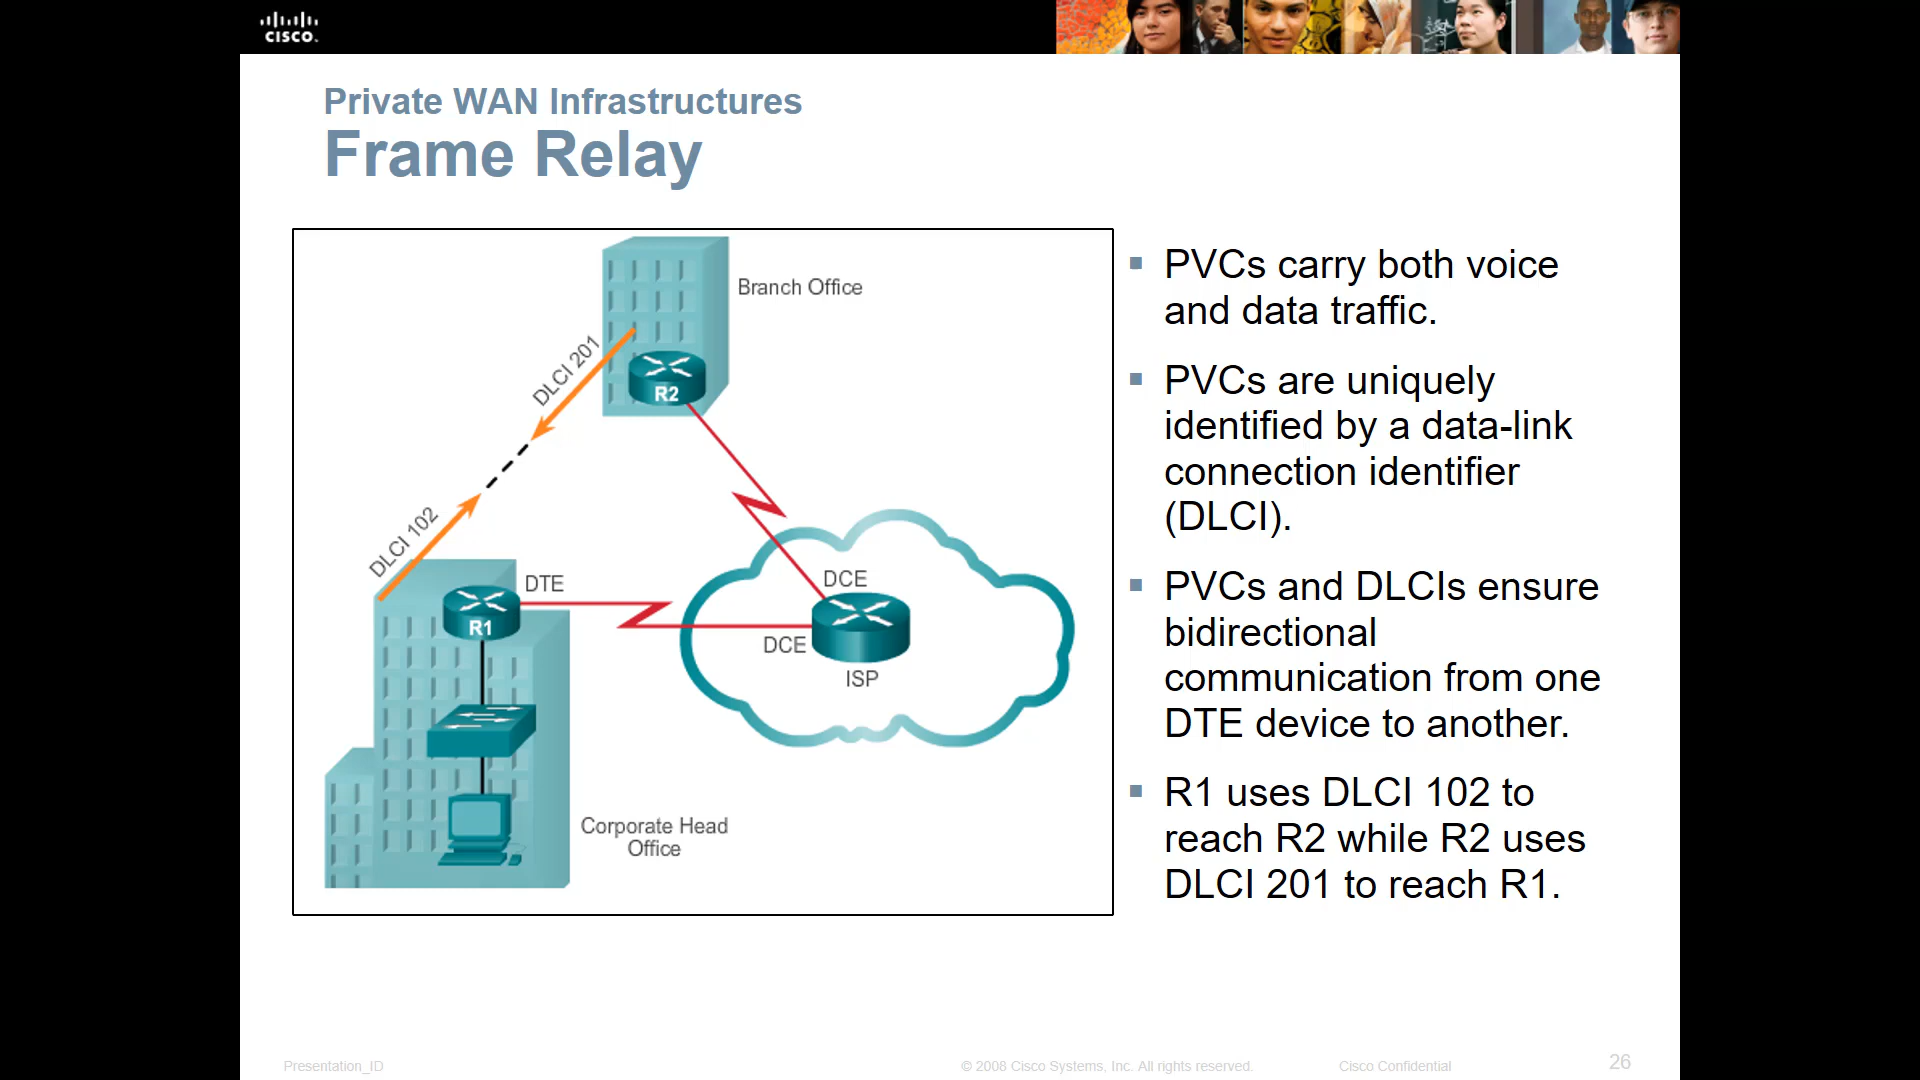 CISCO.
Private WAN Infrastructures
Frame Relay
Branch Office
DLCI 201
R2
DLCI 102
DTE
R1
DCE
DCE
ISP
Corporate Head
Office
PVCs carry both voice
and data traffic.
PVCs are uniquely
identified by a data-link
connection identifier
(DLCI).
PVCs and DLCIs ensure
bidirectional
communication from one
DTE device to another.
R1 uses DLCI 102 to
reach R2 while R2 uses
DLCI 201 to reach R1.
Presentation_ID
© 2008 Cisco Systems, Inc. All rights reserved.
Cisco Confidential
26